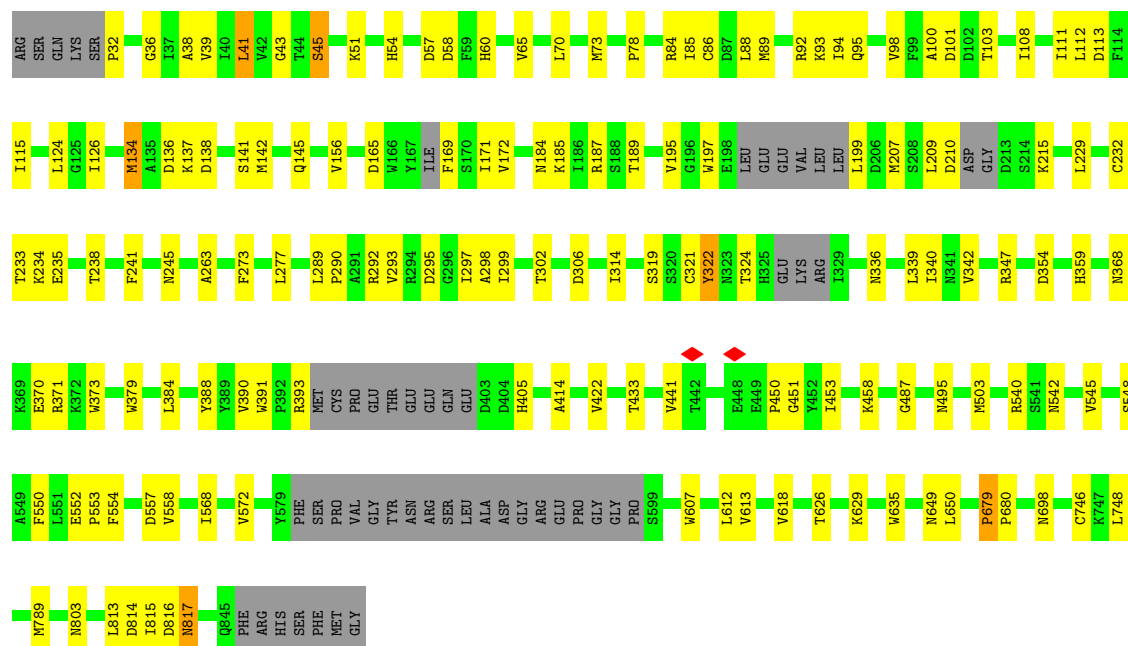 ARG SER GLN LYS SER P32 G36 I37 A38 V39 I40 L41 V42 G43 T44 S45 K51 H54 D57 D58 F59 H60 V65 L70 M73 P78 R84 I85 C86 D87 L88 M89 R92 K93 I94 Q95 V98 F99 A100 D101 D102 T103 I108 I111 L112 D113 F114
I115 L124 G125 I126 M134 A135 D136 K137 D138 S141 M142 Q145 V156 D165 W166 Y167 ILE F169 S170 I171 V172 N184 K185 I186 R187 S188 T189 V195 G196 W197 E198 LEU GLU GLU VAL LEU LEU L199 D206 M207 S208 L209 D210 ASP GLY D213 S214 K215 L229 C232
T233 K234 E235 T238 F241 N245 A263 F273 L277 L289 P290 A291 R292 V293 R294 D295 G296 I297 A298 I299 T302 D306 I314 S319 S320 C321 Y322 N323 T324 H325 GLU LYS ARG I329 N336 L339 I340 N341 V342 R347 D354 H359 N368
K369 E370 R371 K372 W373 W379 L384 Y388 Y389 V390 W391 P392 R393 MET CYS PRO GLU THR GLU GLU GLN GLU D403 D404 H405 A414 V422 T433 V441 T442 E448 E449 P450 G451 Y452 I453 K458 G487 N495 M503 R540 S541 N542 V545 S548
A549 F550 L551 E552 P553 F554 D557 V558 I568 V572 Y579 PHE SER PRO VAL GLY TYR ASN ARG SER LEU ALA ASP GLY ARG GLU PRO GLY GLY PRO S599 W607 L612 V613 V618 T626 K629 W635 N649 L650 P679 P680 N698 C746 K747 L748
M789 N803 L813 D814 I815 D816 N817 Q845 PHE ARG HIS SER PHE MET GLY